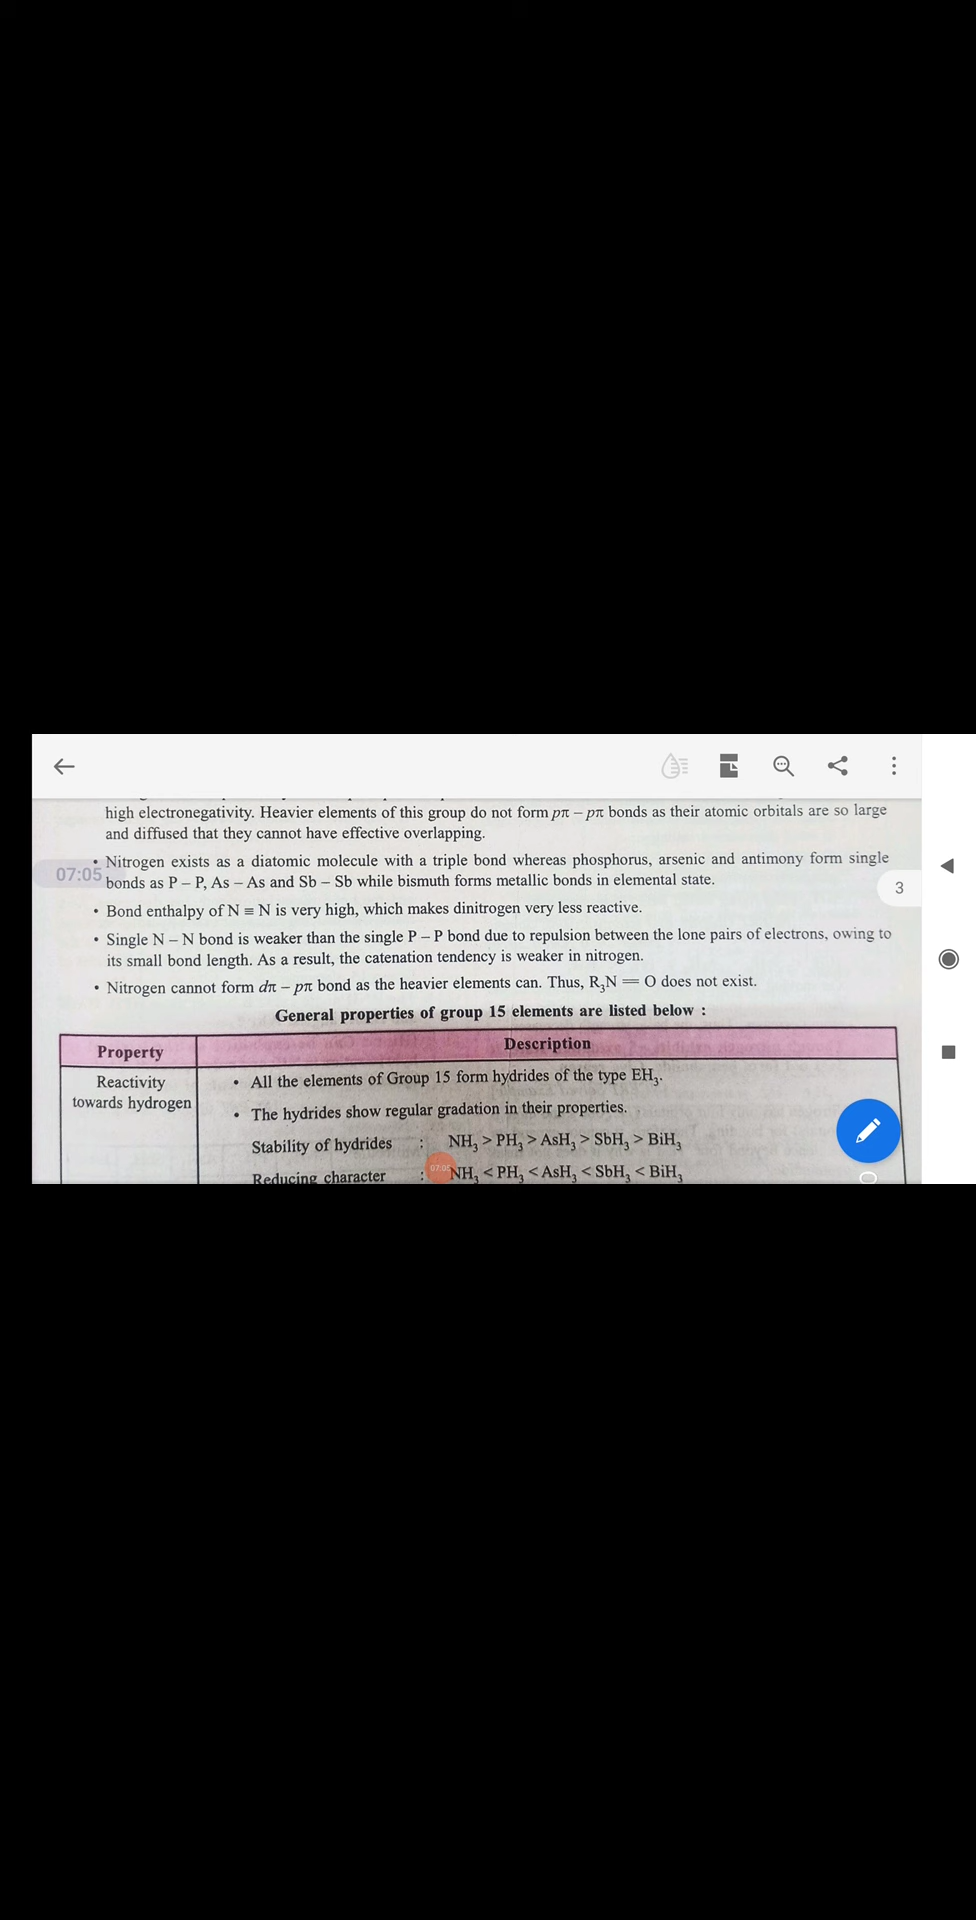 high electronegativity. Heavier elements of this group do not form pπ – pπ bonds as their atomic orbitals are so large
and diffused that they cannot have effective overlapping.
• Nitrogen exists as a diatomic molecule with a triple bond whereas phosphorus, arsenic and antimony form single
07:05
bonds as P – P, As – As and Sb – Sb while bismuth forms metallic bonds in elemental state.
3
• Bond enthalpy of N ≡ N is very high, which makes dinitrogen very less reactive.
• Single N – N bond is weaker than the single P – P bond due to repulsion between the lone pairs of electrons, owing to
its small bond length. As a result, the catenation tendency is weaker in nitrogen.
• Nitrogen cannot form dπ – pπ bond as the heavier elements can. Thus, R₃N = O does not exist.
General properties of group 15 elements are listed below :
Property
Description
Reactivity
towards hydrogen
• All the elements of Group 15 form hydrides of the type EH₃.
• The hydrides show regular gradation in their properties.
Stability of hydrides : NH₃ > PH₃ > AsH₃ > SbH₃ > BiH₃
Reducing character : NH₃ < PH₃ < AsH₃ < SbH₃ < BiH₃
07:05